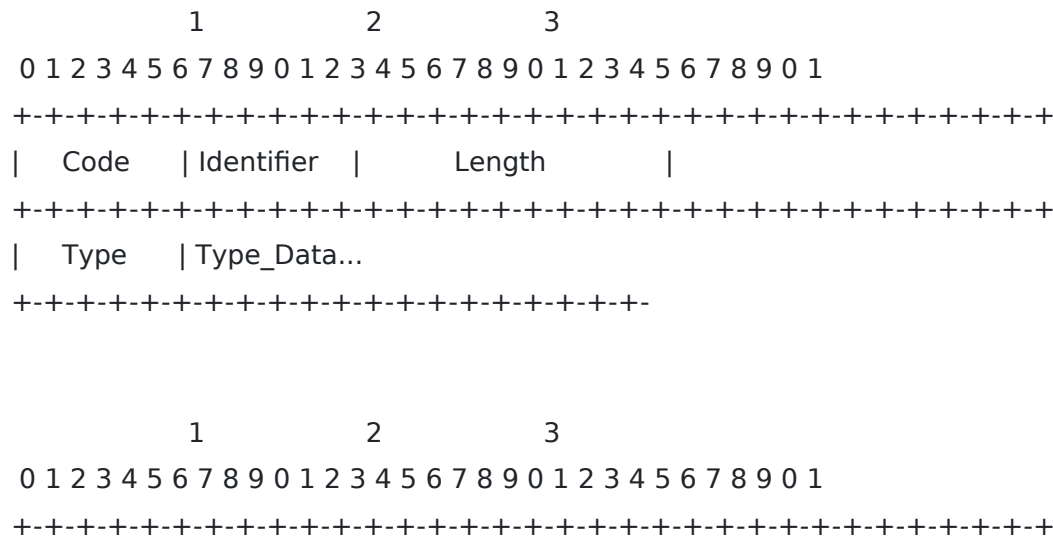 1 2 3
0 1 2 3 4 5 6 7 8 9 0 1 2 3 4 5 6 7 8 9 0 1 2 3 4 5 6 7 8 9 0 1
+-+-+-+-+-+-+-+-+-+-+-+-+-+-+-+-+-+-+-+-+-+-+-+-+-+-+-+-+-+-+-+-+
| Code | Identifier | Length |
+-+-+-+-+-+-+-+-+-+-+-+-+-+-+-+-+-+-+-+-+-+-+-+-+-+-+-+-+-+-+-+-+
| Type | Type_Data...
+-+-+-+-+-+-+-+-+-+-+-+-+-+-+-+-+-+-+-+-
1 2 3
0 1 2 3 4 5 6 7 8 9 0 1 2 3 4 5 6 7 8 9 0 1 2 3 4 5 6 7 8 9 0 1
+-+-+-+-+-+-+-+-+-+-+-+-+-+-+-+-+-+-+-+-+-+-+-+-+-+-+-+-+-+-+-+-+